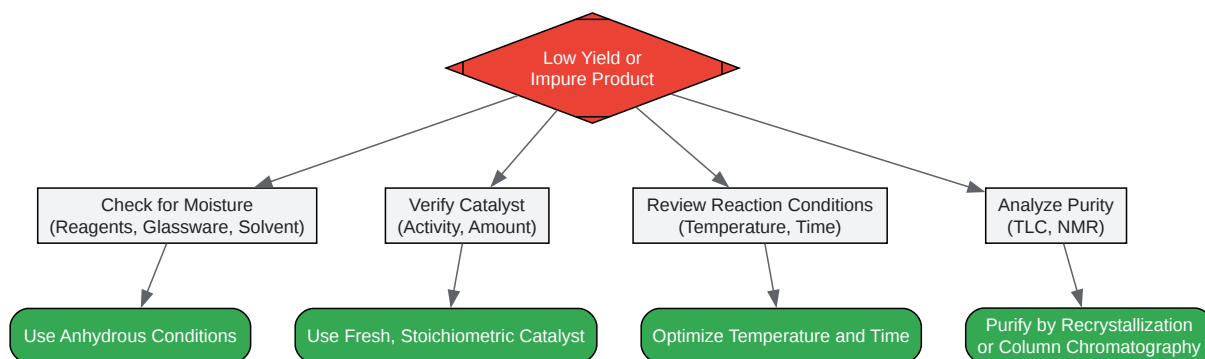 Low Yield or
Impure Product
Check for Moisture
(Reagents, Glassware, Solvent)
Verify Catalyst
(Activity, Amount)
Review Reaction Conditions
(Temperature, Time)
Analyze Purity
(TLC, NMR)
Use Anhydrous Conditions
Use Fresh, Stoichiometric Catalyst
Optimize Temperature and Time
Purify by Recrystallization
or Column Chromatography